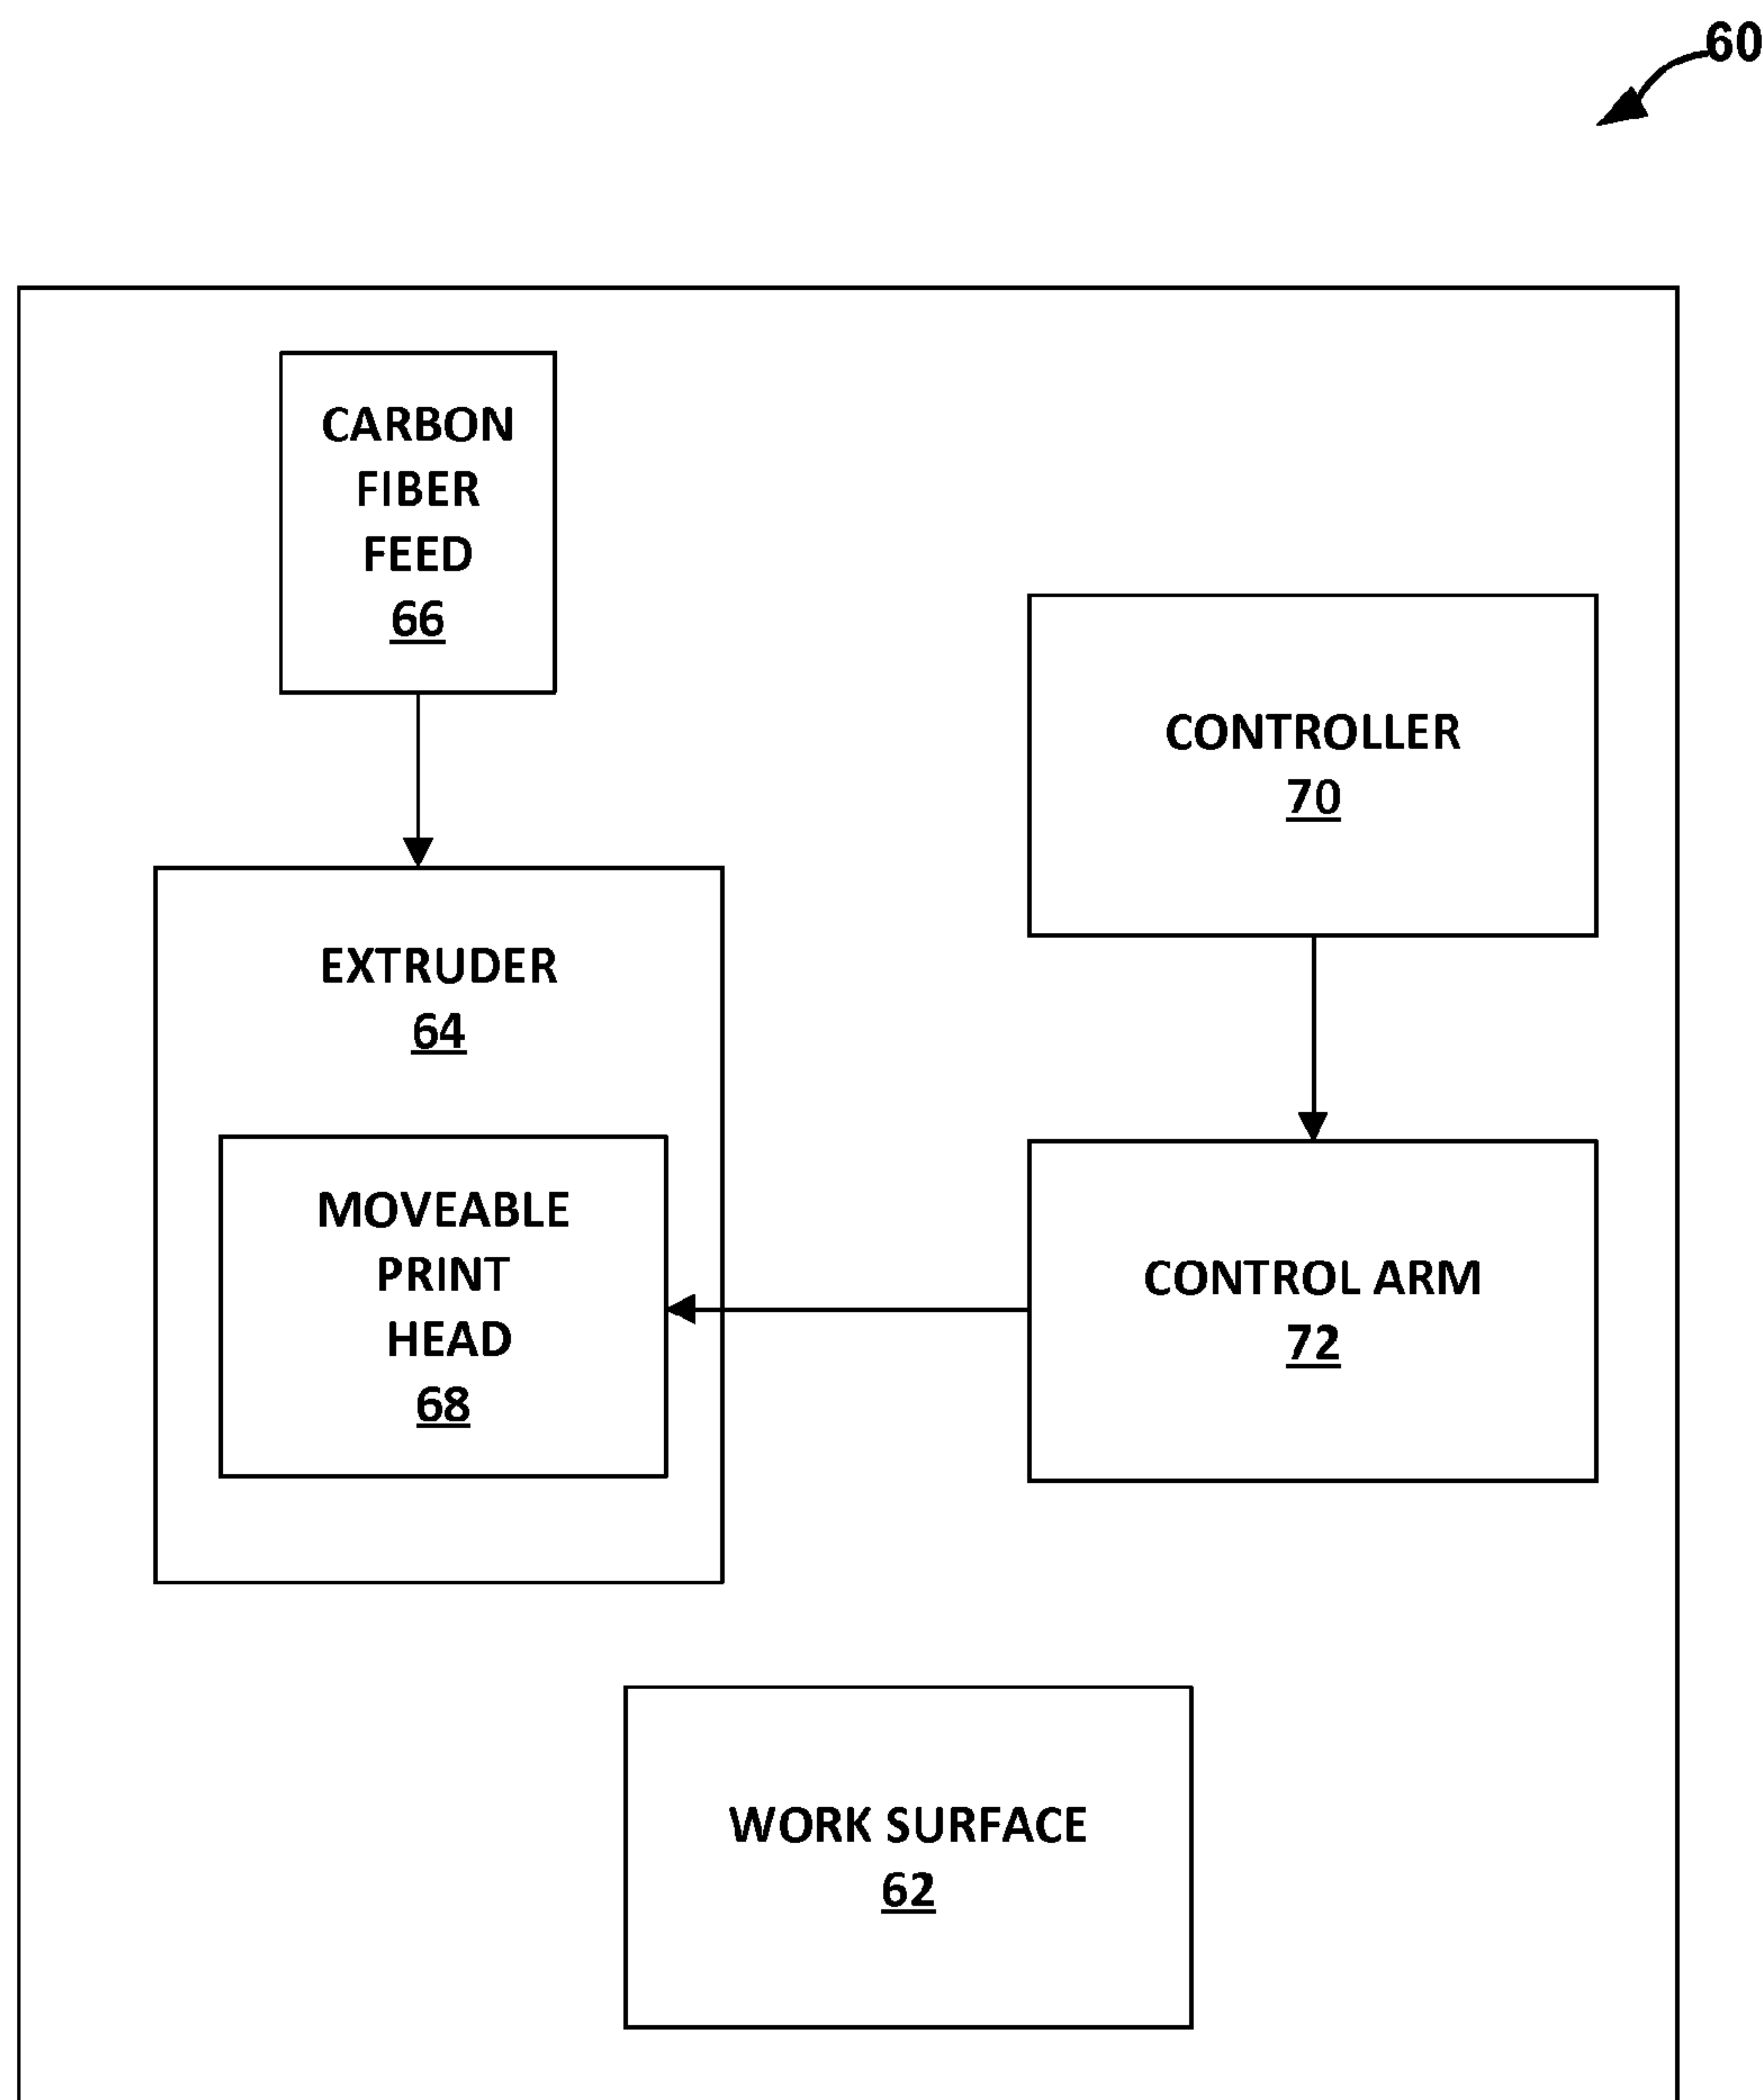 60
CARBON
FIBER
FEED
66
CONTROLLER
70
EXTRUDER
64
MOVEABLE
PRINT
HEAD
68
CONTROL ARM
72
WORK SURFACE
62